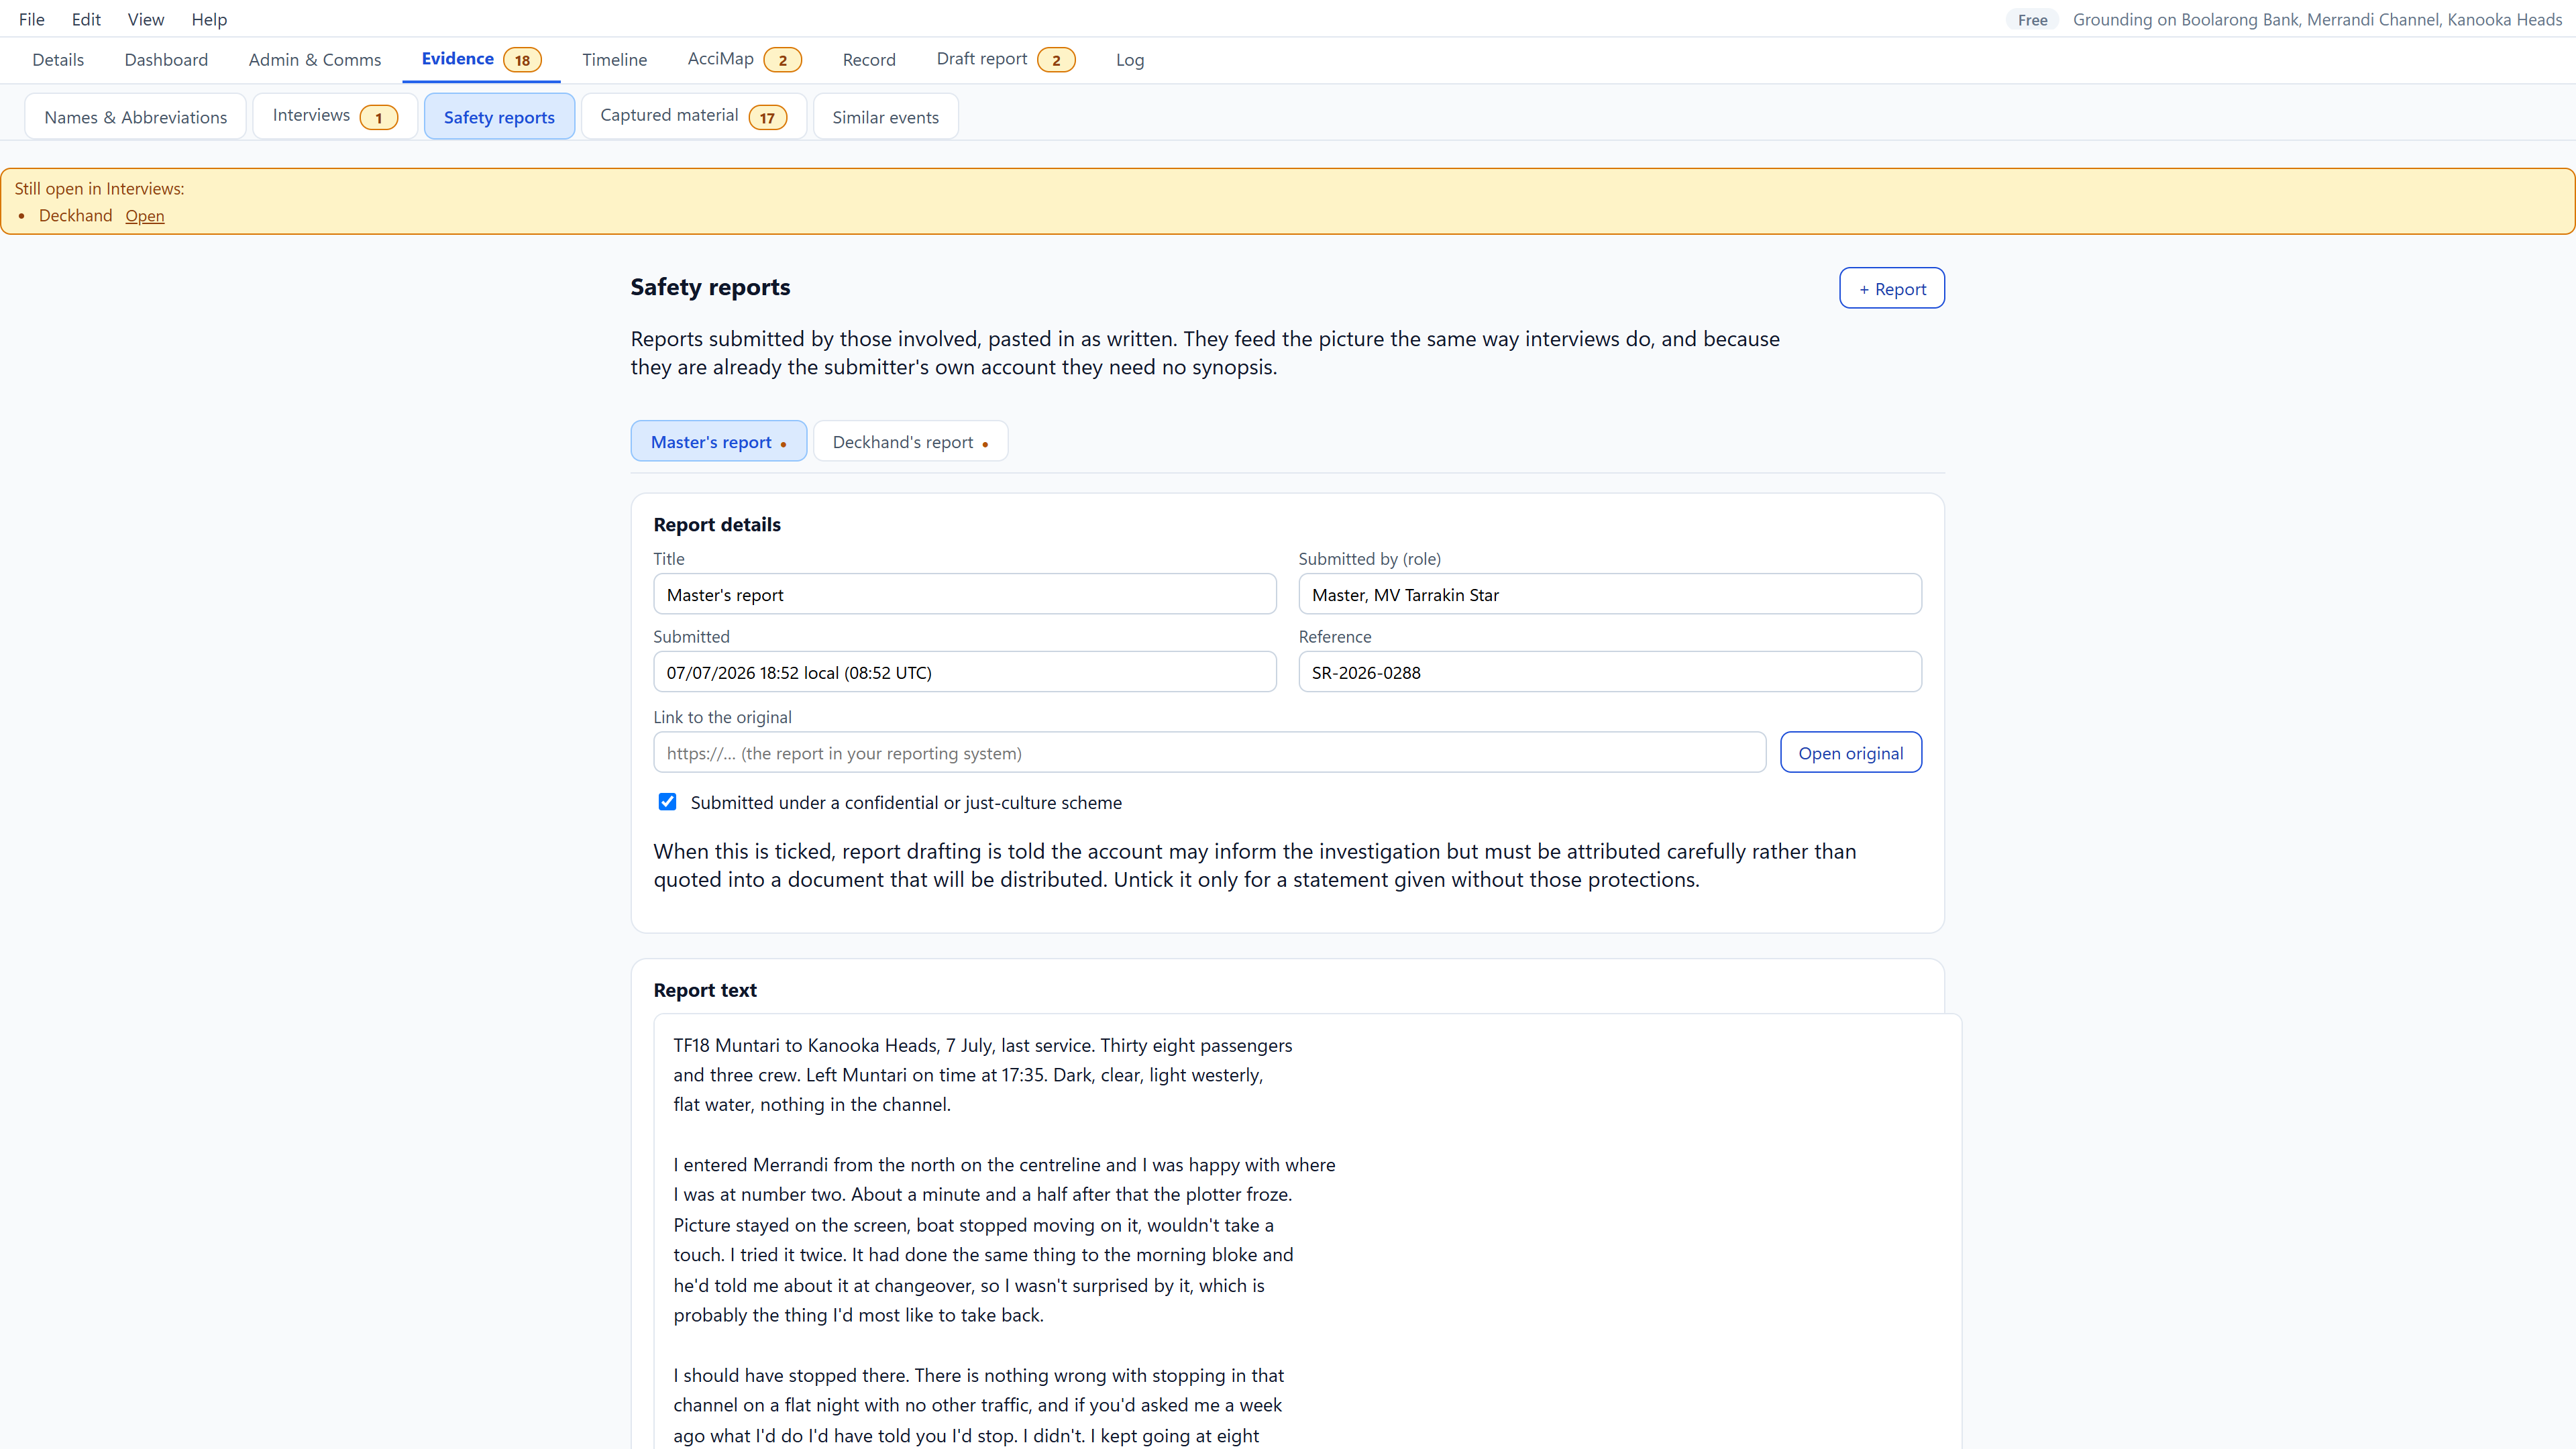 File Edit View Help Free Grounding on Boolarong Bank, Merrandi Channel, Kanooka Heads
Details Dashboard Admin & Comms Evidence 18 Timeline AcciMap 2 Record Draft report 2 Log
Names & Abbreviations Interviews 1 Safety reports Captured material 17 Similar events
Still open in Interviews:
• Deckhand Open
Safety reports + Report
Reports submitted by those involved, pasted in as written. They feed the picture the same way interviews do, and because
they are already the submitter's own account they need no synopsis.
Master's report • Deckhand's report •
Report details
Title Submitted by (role)
Master's report Master, MV Tarrakin Star
Submitted Reference
07/07/2026 18:52 local (08:52 UTC) SR-2026-0288
Link to the original
https://... (the report in your reporting system) Open original
Submitted under a confidential or just-culture scheme
When this is ticked, report drafting is told the account may inform the investigation but must be attributed carefully rather than
quoted into a document that will be distributed. Untick it only for a statement given without those protections.
Report text
TF18 Muntari to Kanooka Heads, 7 July, last service. Thirty eight passengers
and three crew. Left Muntari on time at 17:35. Dark, clear, light westerly,
flat water, nothing in the channel.
I entered Merrandi from the north on the centreline and I was happy with where
I was at number two. About a minute and a half after that the plotter froze.
Picture stayed on the screen, boat stopped moving on it, wouldn't take a
touch. I tried it twice. It had done the same thing to the morning bloke and
he'd told me about it at changeover, so I wasn't surprised by it, which is
probably the thing I'd most like to take back.
I should have stopped there. There is nothing wrong with stopping in that
channel on a flat night with no other traffic, and if you'd asked me a week
ago what I'd do I'd have told you I'd stop. I didn't. I kept going at eight